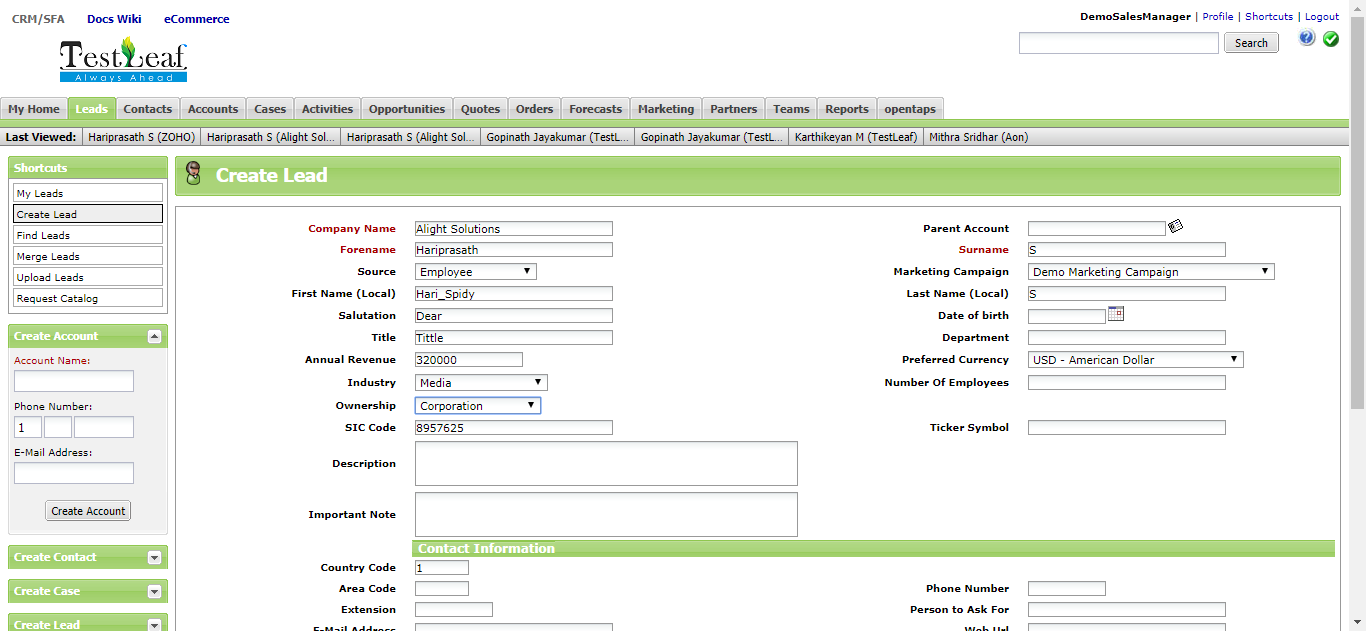 CRM/SFA Docs Wiki eCommerce
DemoSalesManager | Profile | Shortcuts | Logout
TestLeaf
Always Ahead
Search
My Home Leads Contacts Accounts Cases Activities Opportunities Quotes Orders Forecasts Marketing Partners Teams Reports opentaps
Last Viewed: Hariprasath S (ZOHO) Hariprasath S (Alight Sol... Hariprasath S (Alight Sol... Gopinath Jayakumar (TestL... Gopinath Jayakumar (TestL... Karthikeyan M (TestLeaf) Mithra Sridhar (Aon)
Shortcuts
My Leads
Create Lead
Find Leads
Merge Leads
Upload Leads
Request Catalog
Create Account
Account Name:
Phone Number:
1
E-Mail Address:
Create Account
Create Contact
Create Case
Create Lead
Create Lead
Company Name Alight Solutions Parent Account
Forename Hariprasath Surname S
Source Employee Marketing Campaign Demo Marketing Campaign
First Name (Local) Hari_Spidy Last Name (Local) S
Salutation Dear Date of birth
Title Tittle Department
Annual Revenue 320000 Preferred Currency USD - American Dollar
Industry Media Number Of Employees
Ownership Corporation
SIC Code 8957625 Ticker Symbol
Description
Important Note
Contact Information
Country Code 1
Area Code Phone Number
Extension Person to Ask For
E-Mail Address Web Url